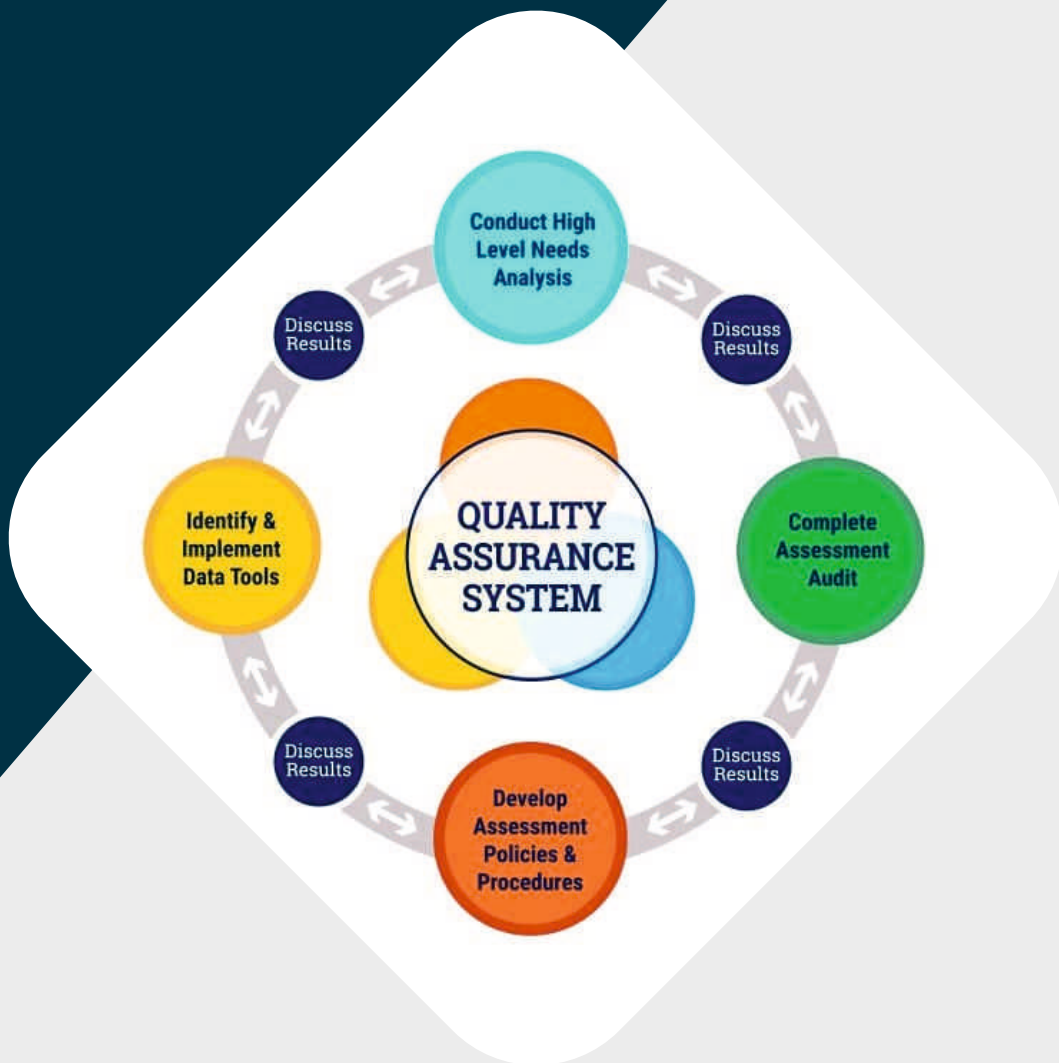 Conduct High
Level Needs
Analysis
Discuss
Results
Discuss
Results
Identify &
Implement
Data Tools
QUALITY
ASSURANCE
SYSTEM
Complete
Assessment
Audit
Discuss
Results
Discuss
Results
Develop
Assessment
Policies &
Procedures